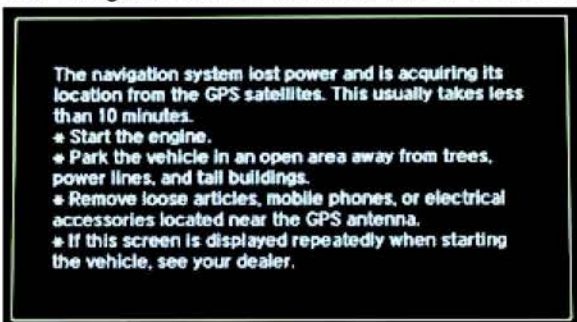 The navigation system lost power and is acquiring its
location from the GPS satellites. This usually takes less
than 10 minutes.
* Start the engine.
* Park the vehicle in an open area away from trees,
power lines, and tall buildings.
* Remove loose articles, mobile phones, or electrical
accessories located near the GPS antenna.
* If this screen is displayed repeatedly when starting
the vehicle, see your dealer.